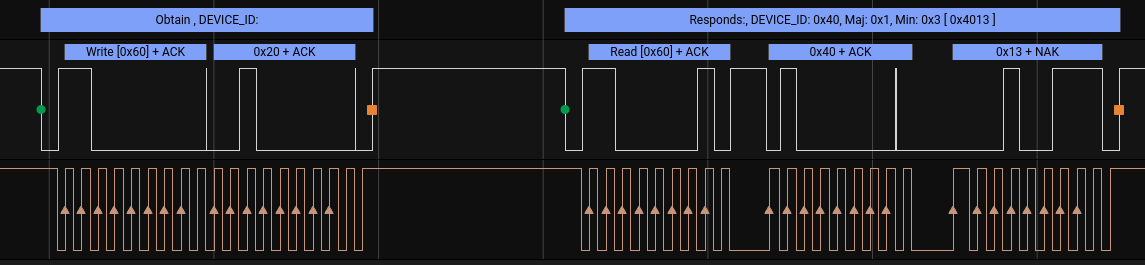 Obtain , DEVICE_ID:
Responds:, DEVICE_ID: 0x40, Maj: 0x1, Min: 0x3 [ 0x4013 ]
Write [0x60] + ACK
0x20 + ACK
Read [0x60] + ACK
0x40 + ACK
0x13 + NAK